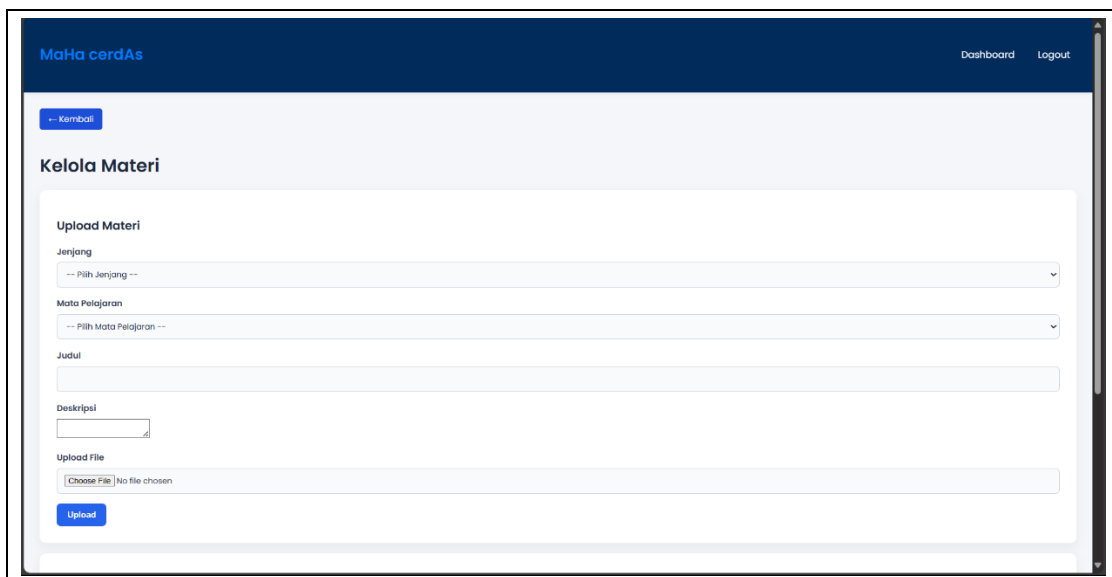 MaHa cerdAs
Dashboard Logout
← Kembali
Kelola Materi
Upload Materi
Jenjang
-- Pilih Jenjang --
Mata Pelajaran
-- Pilih Mata Pelajaran --
Judul
Deskripsi
Upload File
Choose File No file chosen
Upload